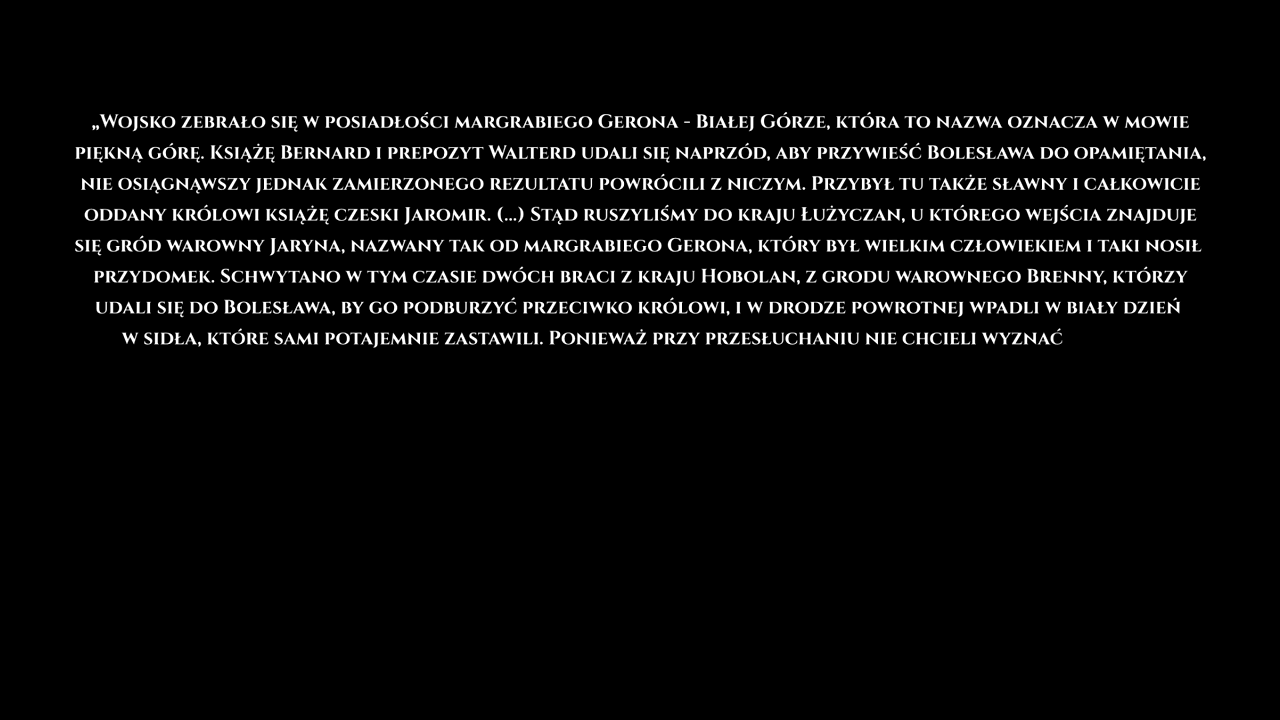 „Wojsko zebrało się w posiadłości margrabiego Gerona - Białej Górze, która to nazwa oznacza w mowie
piękną górę. Książę Bernard i prepozyt Walterd udali się naprzód, aby przywieść Bolesława do opamiętania,
nie osiągnąwszy jednak zamierzonego rezultatu powrócili z niczym. Przybył tu także sławny i całkowicie
oddany królowi książę czeski Jaromir. (...) Stąd ruszyliśmy do kraju Łużyczan, u którego wejścia znajduje
się gród warowny Jaryna, nazwany tak od margrabiego Gerona, który był wielkim człowiekiem i taki nosił
przydomek. Schwytano w tym czasie dwóch braci z kraju Hobolan, z grodu warownego Brenny, którzy
udali się do Bolesława, by go podburzyć przeciwko królowi, i w drodze powrotnej wpadli w biały dzień
w sidła, które sami potajemnie zastawili. Ponieważ przy przesłuchaniu nie chcieli wyznać